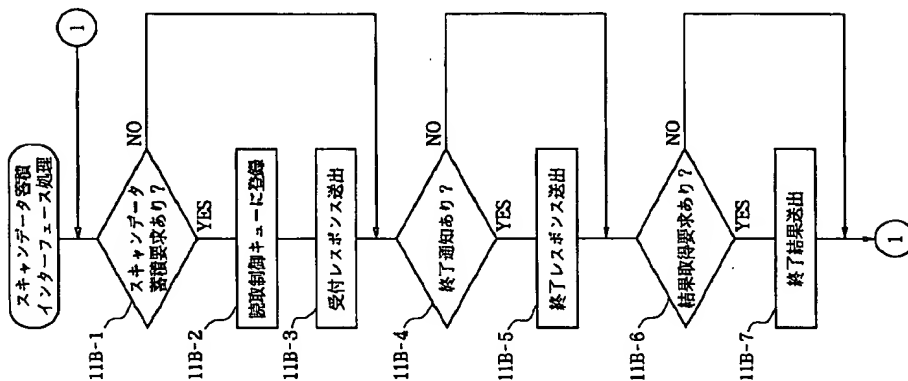 スキャンデータ蓄積
インターフェース処理
1
11B-1
スキャンデータ
蓄積要求あり?
NO
YES
11B-2
読取制御キューに登録
11B-3
受付レスポンス送出
11B-4
終了通知あり?
NO
YES
11B-5
終了レスポンス送出
11B-6
結果取得要求あり?
NO
YES
11B-7
終了結果送出
1